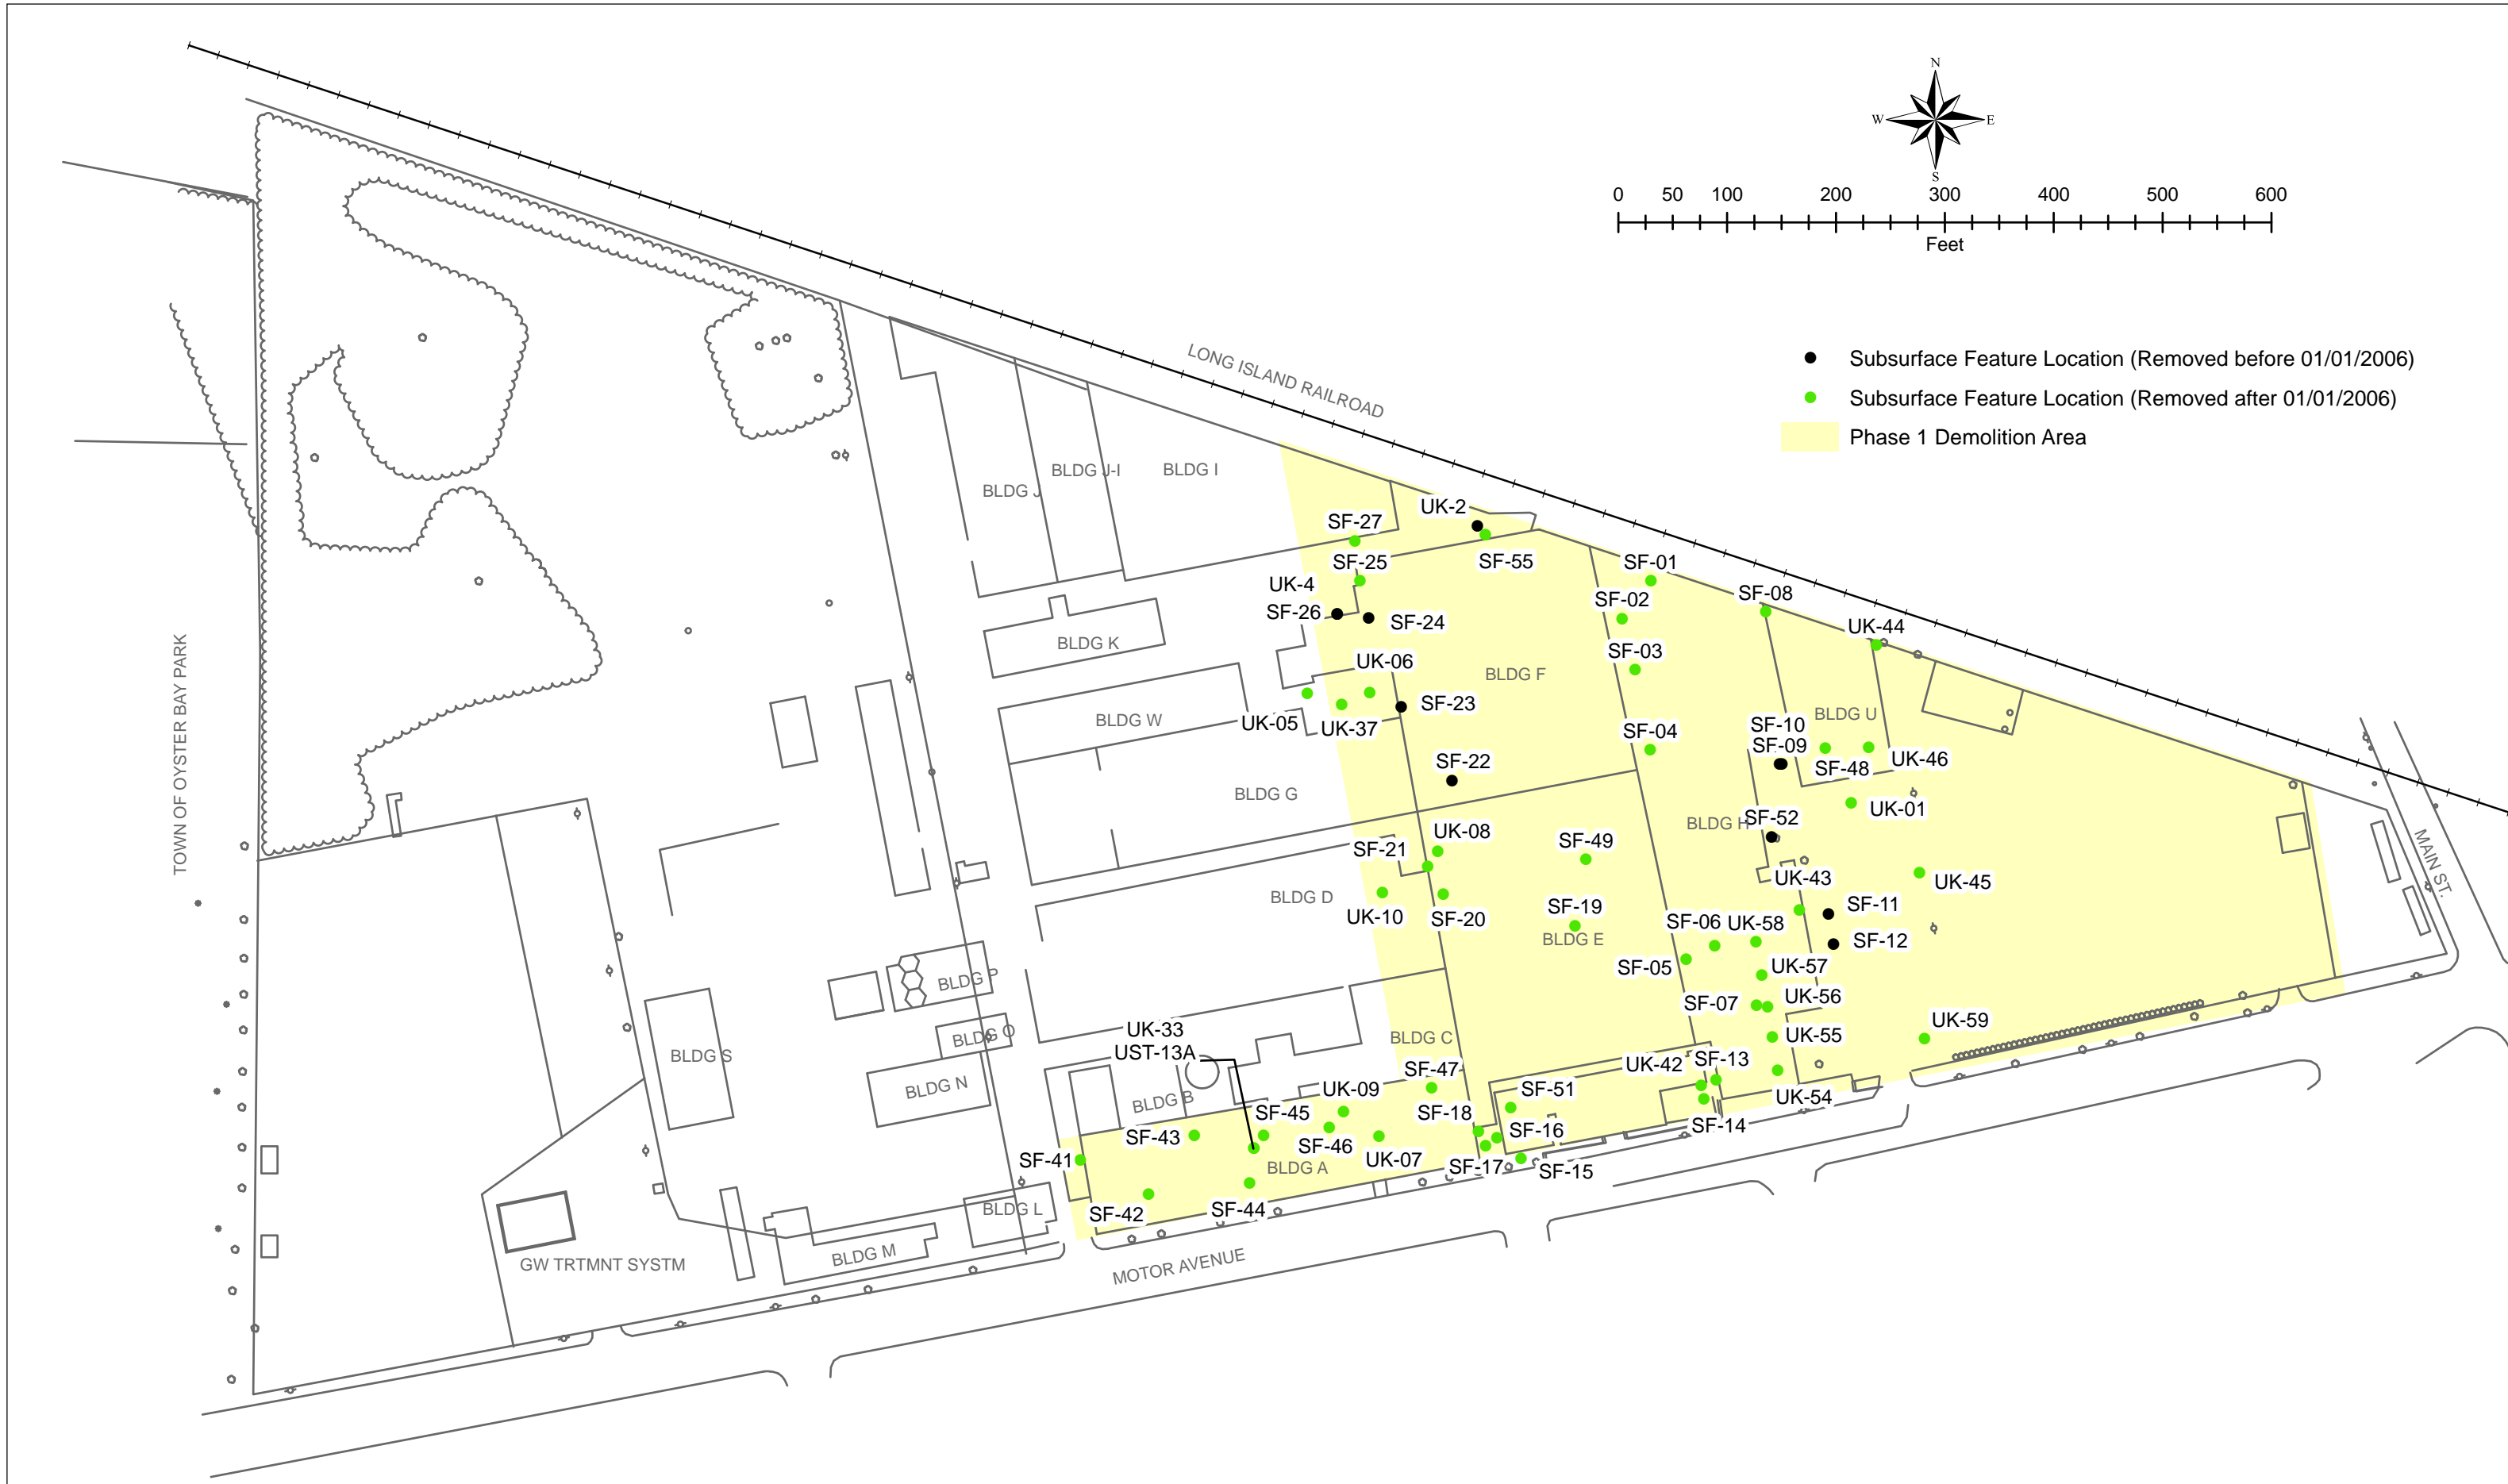 N
W
E
S
0 50 100 200 300 400 500 600
Feet
Subsurface Feature Location (Removed before 01/01/2006)
Subsurface Feature Location (Removed after 01/01/2006)
Phase 1 Demolition Area
LONG ISLAND RAILROAD
TOWN OF OYSTER BAY PARK
MAIN ST.
MOTOR AVENUE
BLDG J
BLDG J-I
BLDG I
UK-2
SF-27
SF-55
SF-25
SF-01
UK-4
SF-26
SF-24
SF-02
SF-08
UK-44
BLDG K
SF-03
UK-06
BLDG F
SF-23
BLDG W
UK-05
UK-37
SF-04
BLDG U
SF-10
SF-09
SF-48
UK-46
SF-22
BLDG G
UK-01
BLDG H
SF-52
UK-08
SF-21
SF-49
UK-43
UK-45
BLDG D
UK-10
SF-20
SF-19
BLDG E
SF-06
UK-58
SF-11
SF-12
SF-05
UK-57
BLDG P
SF-07
UK-56
BLDG O
UK-33
UST-13A
BLDG C
UK-55
UK-59
BLDG S
BLDG N
BLDG B
SF-47
UK-42
SF-13
UK-09
SF-51
SF-45
SF-18
UK-54
SF-43
SF-46
SF-16
SF-14
SF-41
BLDG A
UK-07
SF-17
SF-15
SF-42
SF-44
BLDG L
BLDG M
GW TRTMNT SYSTM